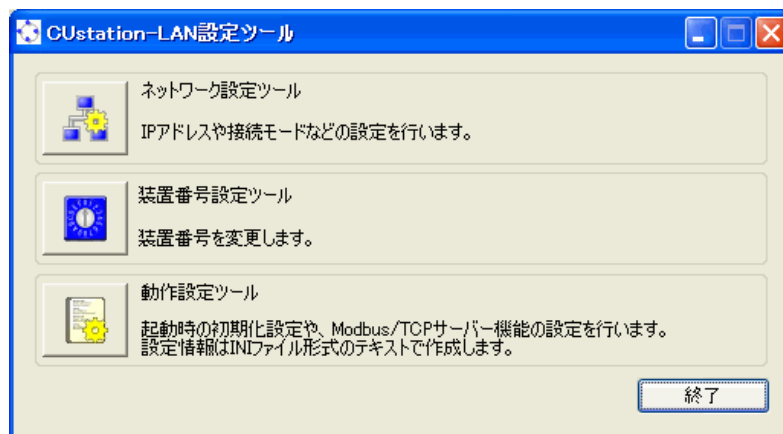 CUstation-LAN設定ツール
ネットワーク設定ツール
IPアドレスや接続モードなどの設定を行います。
装置番号設定ツール
装置番号を変更します。
動作設定ツール
起動時の初期化設定や、Modbus/TCPサーバー機能の設定を行います。
設定情報はINIファイル形式のテキストで作成します。
終了